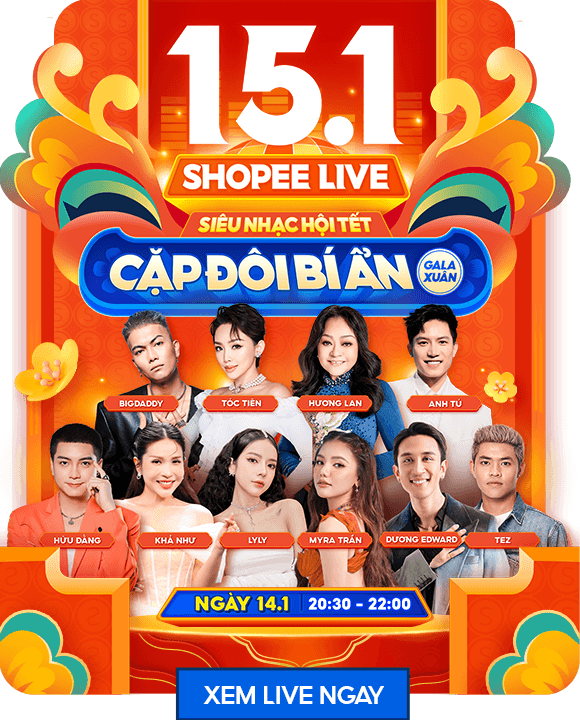 15.1
SHOPEE LIVE
SIÊU NHẠC HỘI TẾT
CẶP ĐÔI BÍ ẨN
GALA
XUÂN
BIGDADDY
TÓC TIÊN
HƯƠNG LAN
ANH TÚ
HỮU ĐẰNG
KHẢ NHƯ
LYLY
MYRA TRẦN
DƯƠNG EDWARD
TEZ
NGÀY 14.1
20:30 - 22:00
XEM LIVE NGAY